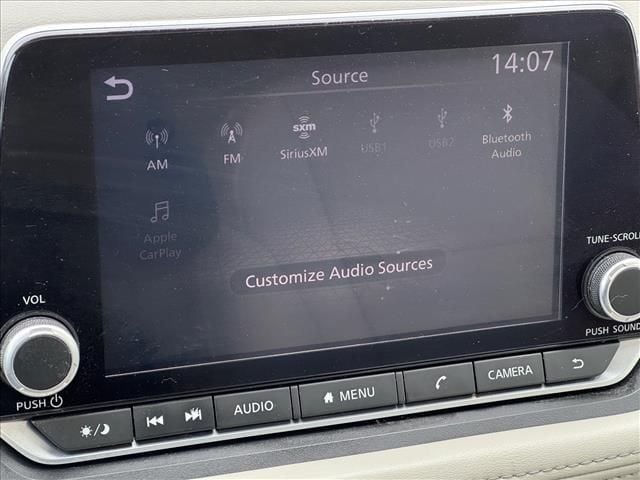 Source
14:07
AM
FM
sxm
SiriusXM
USB1
USB2
Bluetooth
Audio
Apple
CarPlay
Customize Audio Sources
VOL
PUSH
TUNE·SCROLL
PUSH SOUND
AUDIO
MENU
CAMERA